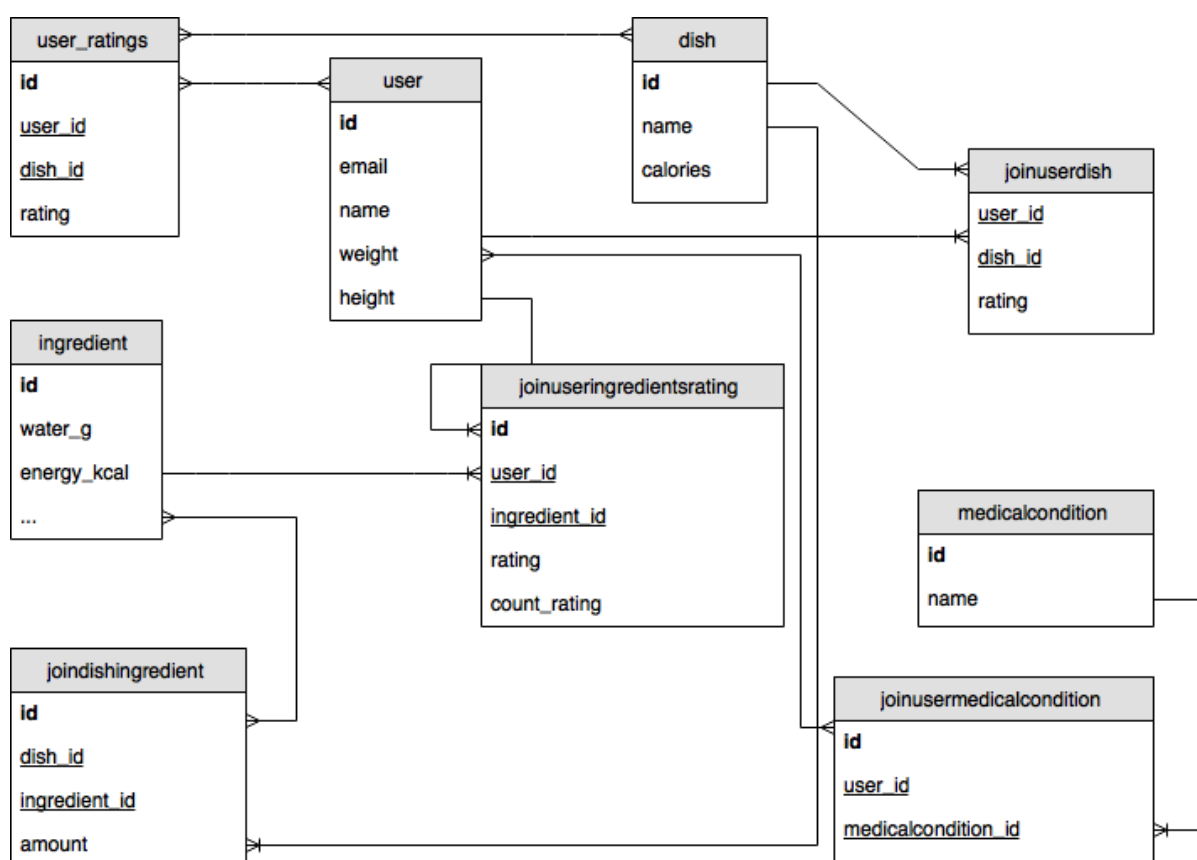 user_ratings
id
user_id
dish_id
rating
user
id
email
name
weight
height
dish
id
name
calories
joinuserdish
user_id
dish_id
rating
ingredient
id
water_g
energy_kcal
...
joinuseringredientsrating
id
user_id
ingredient_id
rating
count_rating
medicalcondition
id
name
joindishingredient
id
dish_id
ingredient_id
amount
joinusermedicalcondition
id
user_id
medicalcondition_id